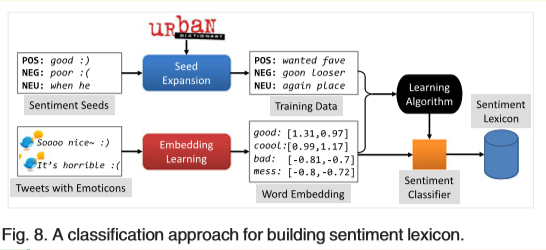 urban
DICTIONARY
POS: good :)
NEG: poor :(
NEU: when he
Sentiment Seeds
Seed
Expansion
POS: wanted fave
NEG: goon looser
NEU: again place
Training Data
Learning
Algorithm
Sentiment
Lexicon
Soooo nice~ :)
It's horrible :(
Tweets with Emoticons
Embedding
Learning
good: [1.31,0.97]
coool:[0.99,1.17]
bad: [-0.81,-0.7]
mess: [-0.8,-0.72]
Word Embedding
Sentiment
Classifier
Fig. 8. A classification approach for building sentiment lexicon.